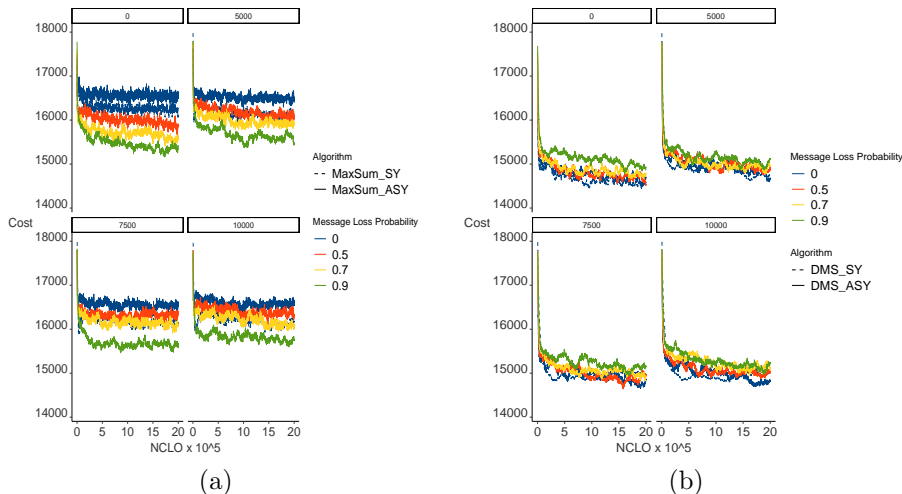 0 5000
18000
17000
16000
15000
14000
Cost
7500 10000
18000
17000
16000
15000
14000
0 5 10 15 20 0 5 10 15 20
NCLO x 10^5
Algorithm
MaxSum_SY
MaxSum_ASY
Message Loss Probability
0
0.5
0.7
0.9
(a)
0 5000
18000
17000
16000
15000
14000
Cost
7500 10000
18000
17000
16000
15000
14000
0 5 10 15 20 0 5 10 15 20
NCLO x 10^5
Message Loss Probability
0
0.5
0.7
0.9
Algorithm
DMS_SY
DMS_ASY
(b)